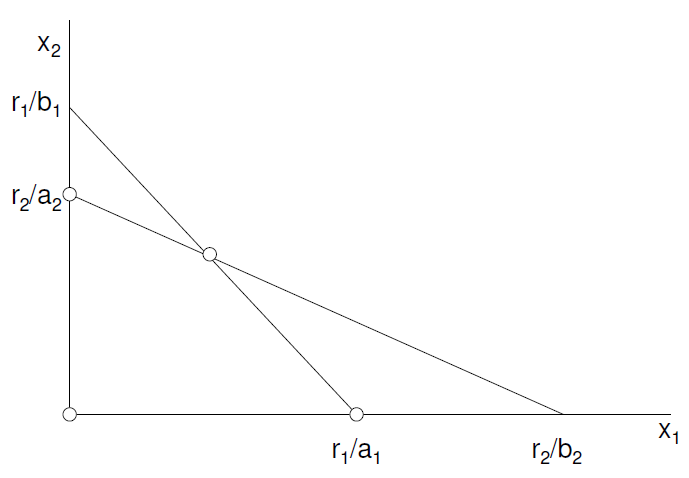 x₂
r₁/b₁
r₂/a₂
x₁
r₁/a₁ r₂/b₂